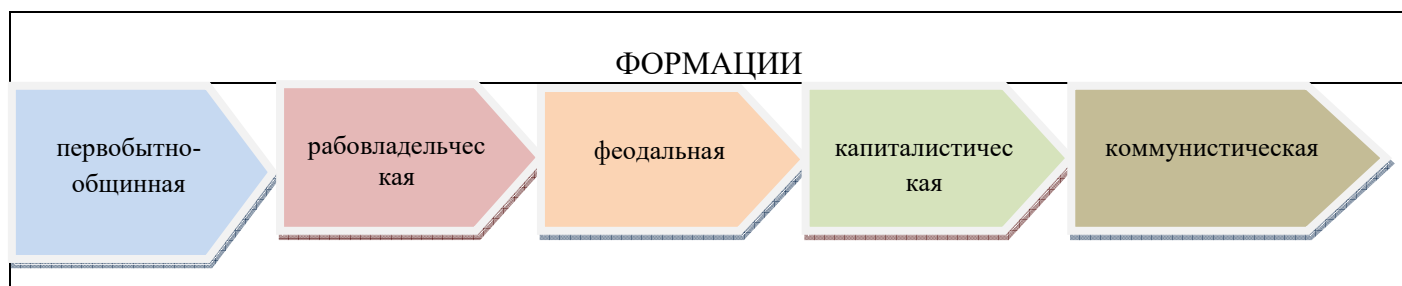 ФОРМАЦИИ
первобытно-
общинная
рабовладельчес
кая
феодальная
капиталистичес
кая
коммунистическая